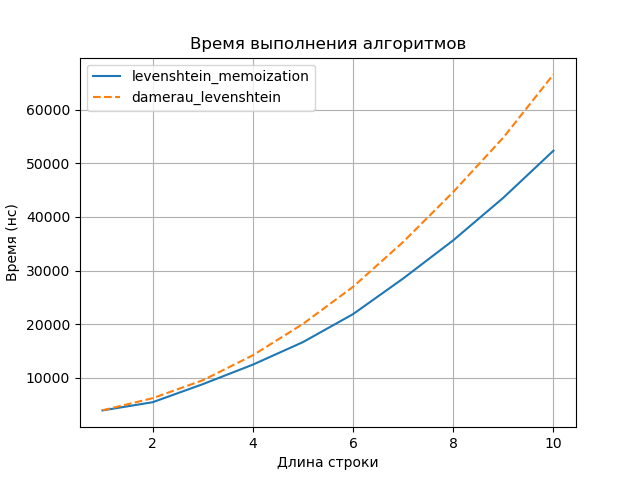 Время выполнения алгоритмов
levenshtein_memoization
damerau_levenshtein
60000
50000
40000
30000
20000
10000
Время (нс)
2 4 6 8 10
Длина строки